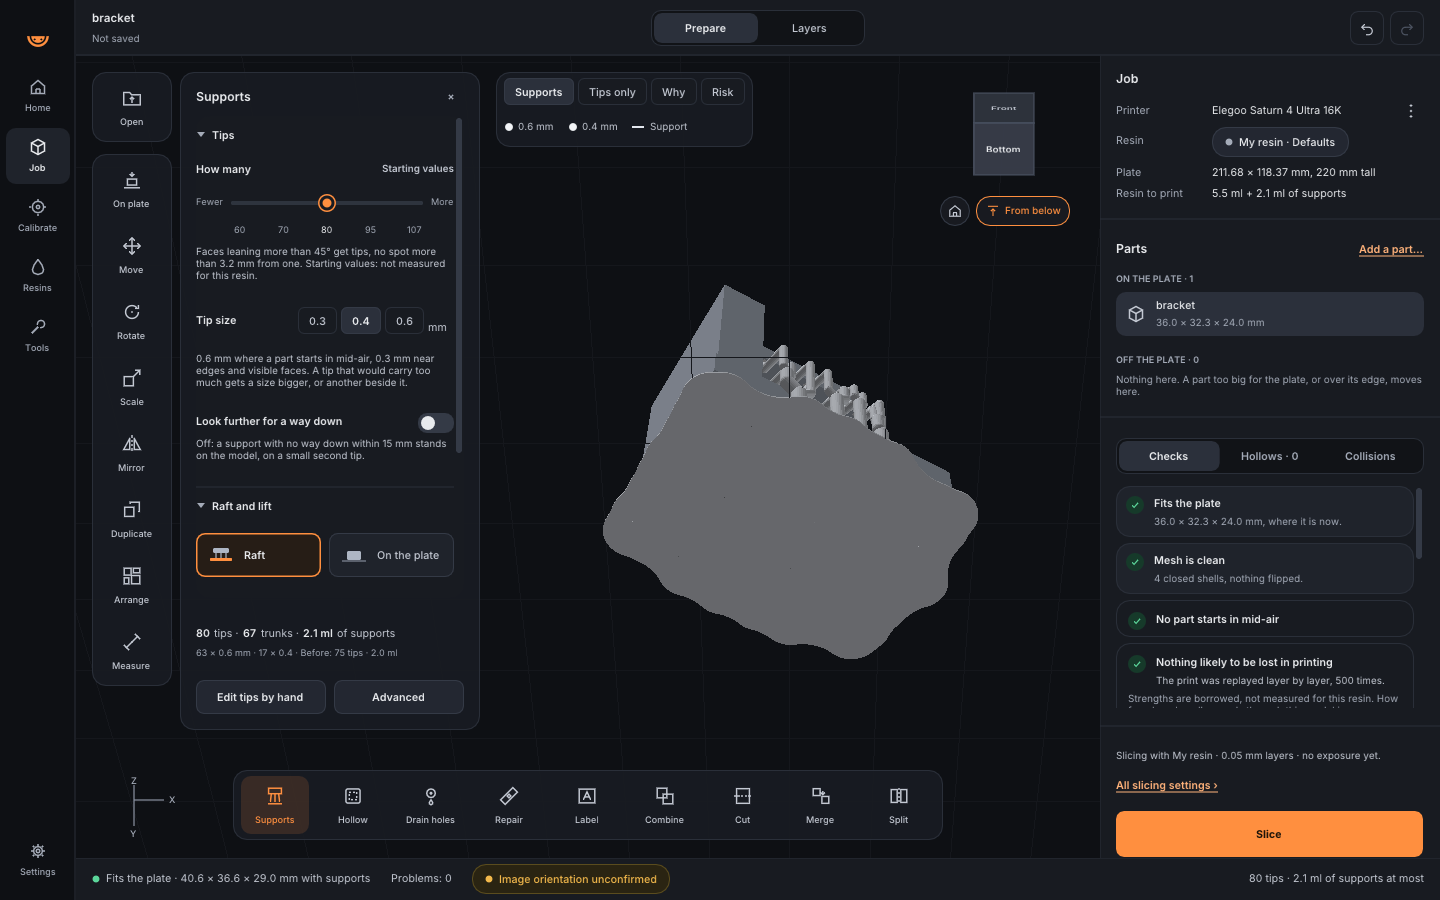 bracket
Not saved
Prepare
Layers
Home
Job
Calibrate
Resins
Tools
Settings
Open
On plate
Move
Rotate
Scale
Mirror
Duplicate
Arrange
Measure
Supports
×
Tips
How many
Starting values
Fewer
More
60 70 80 95 107
Faces leaning more than 45° get tips, no spot more
than 3.2 mm from one. Starting values: not measured
for this resin.
Tip size
0.3 0.4 0.6 mm
0.6 mm where a part starts in mid-air, 0.3 mm near
edges and visible faces. A tip that would carry too
much gets a size bigger, or another beside it.
Look further for a way down
Off: a support with no way down within 15 mm stands
on the model, on a small second tip.
Raft and lift
Raft
On the plate
80 tips · 67 trunks · 2.1 ml of supports
63 × 0.6 mm · 17 × 0.4 · Before: 75 tips · 2.0 ml
Edit tips by hand
Advanced
Supports
Tips only
Why
Risk
0.6 mm
0.4 mm
Support
Front
Bottom
From below
Z
X
Y
Supports
Hollow
Drain holes
Repair
Label
Combine
Cut
Merge
Split
Job
Printer Elegoo Saturn 4 Ultra 16K
Resin My resin · Defaults
Plate 211.68 × 118.37 mm, 220 mm tall
Resin to print 5.5 ml + 2.1 ml of supports
Parts
Add a part...
ON THE PLATE · 1
bracket
36.0 × 32.3 × 24.0 mm
OFF THE PLATE · 0
Nothing here. A part too big for the plate, or over its edge, moves
here.
Checks
Hollows · 0
Collisions
Fits the plate
36.0 × 32.3 × 24.0 mm, where it is now.
Mesh is clean
4 closed shells, nothing flipped.
No part starts in mid-air
Nothing likely to be lost in printing
The print was replayed layer by layer, 500 times.
Strengths are borrowed, not measured for this resin. How
Slicing with My resin · 0.05 mm layers · no exposure yet.
All slicing settings ›
Slice
Fits the plate · 40.6 × 36.6 × 29.0 mm with supports
Problems: 0
Image orientation unconfirmed
80 tips · 2.1 ml of supports at most